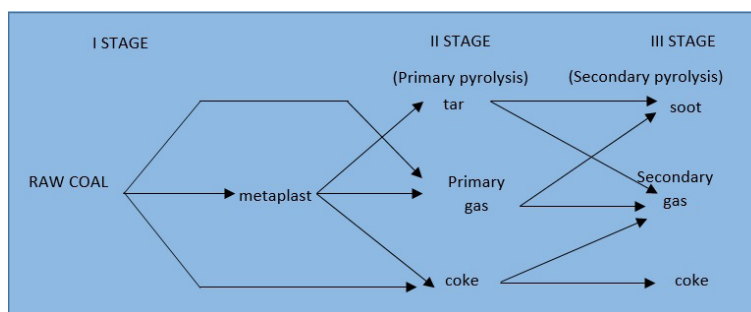 I STAGE
II STAGE
III STAGE
(Primary pyrolysis)
(Secondary pyrolysis)
tar
soot
RAW COAL
metaplast
Primary
gas
Secondary
gas
coke
coke